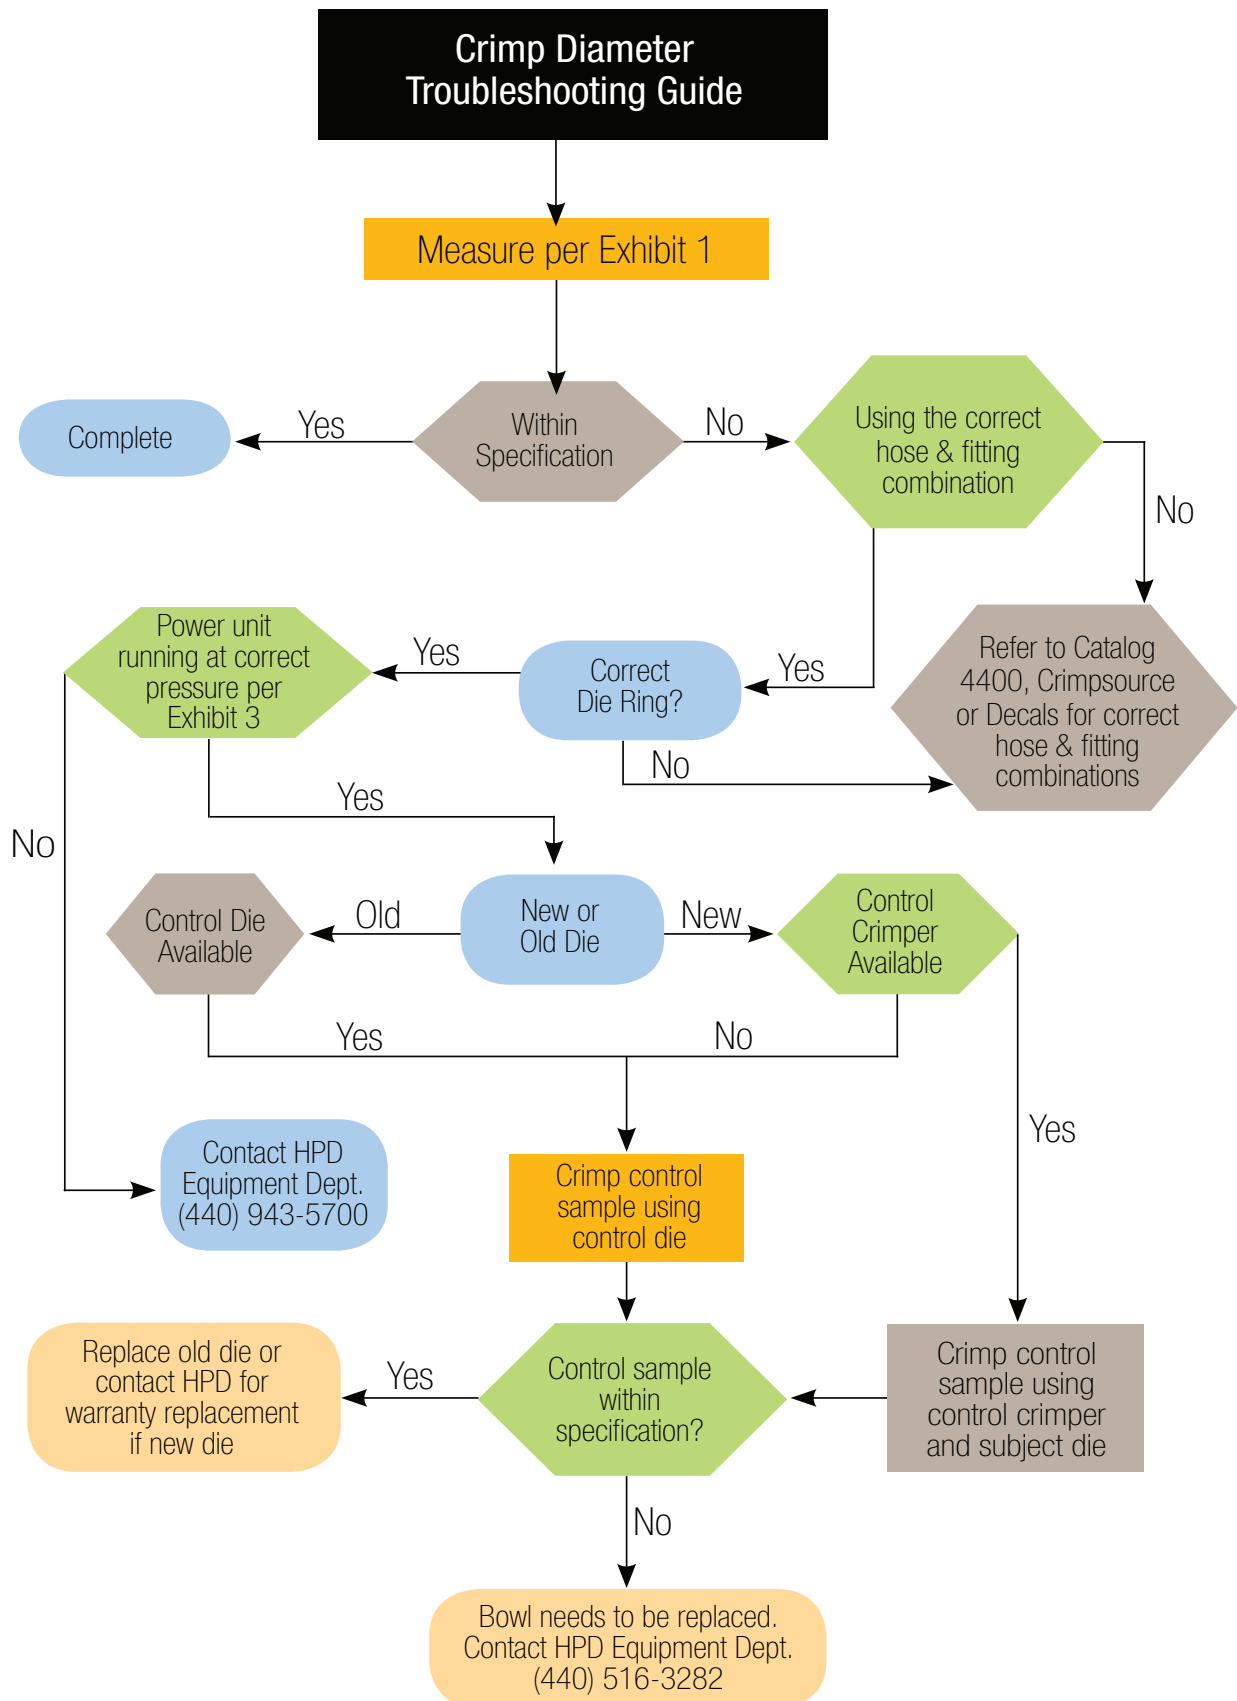 Crimp Diameter
Troubleshooting Guide
Measure per Exhibit 1
Within
Specification
Yes
Complete
No
Using the correct
hose & fitting
combination
No
Refer to Catalog
4400, Crimpsource
or Decals for correct
hose & fitting
combinations
Yes
Correct
Die Ring?
No
Yes
Power unit
running at correct
pressure per
Exhibit 3
No
Yes
New or
Old Die
Old
Control Die
Available
New
Control
Crimper
Available
Yes
No
Yes
Contact HPD
Equipment Dept.
(440) 943-5700
Crimp control
sample using
control die
Crimp control
sample using
control crimper
and subject die
Control sample
within
specification?
Yes
Replace old die or
contact HPD for
warranty replacement
if new die
No
Bowl needs to be replaced.
Contact HPD Equipment Dept.
(440) 516-3282